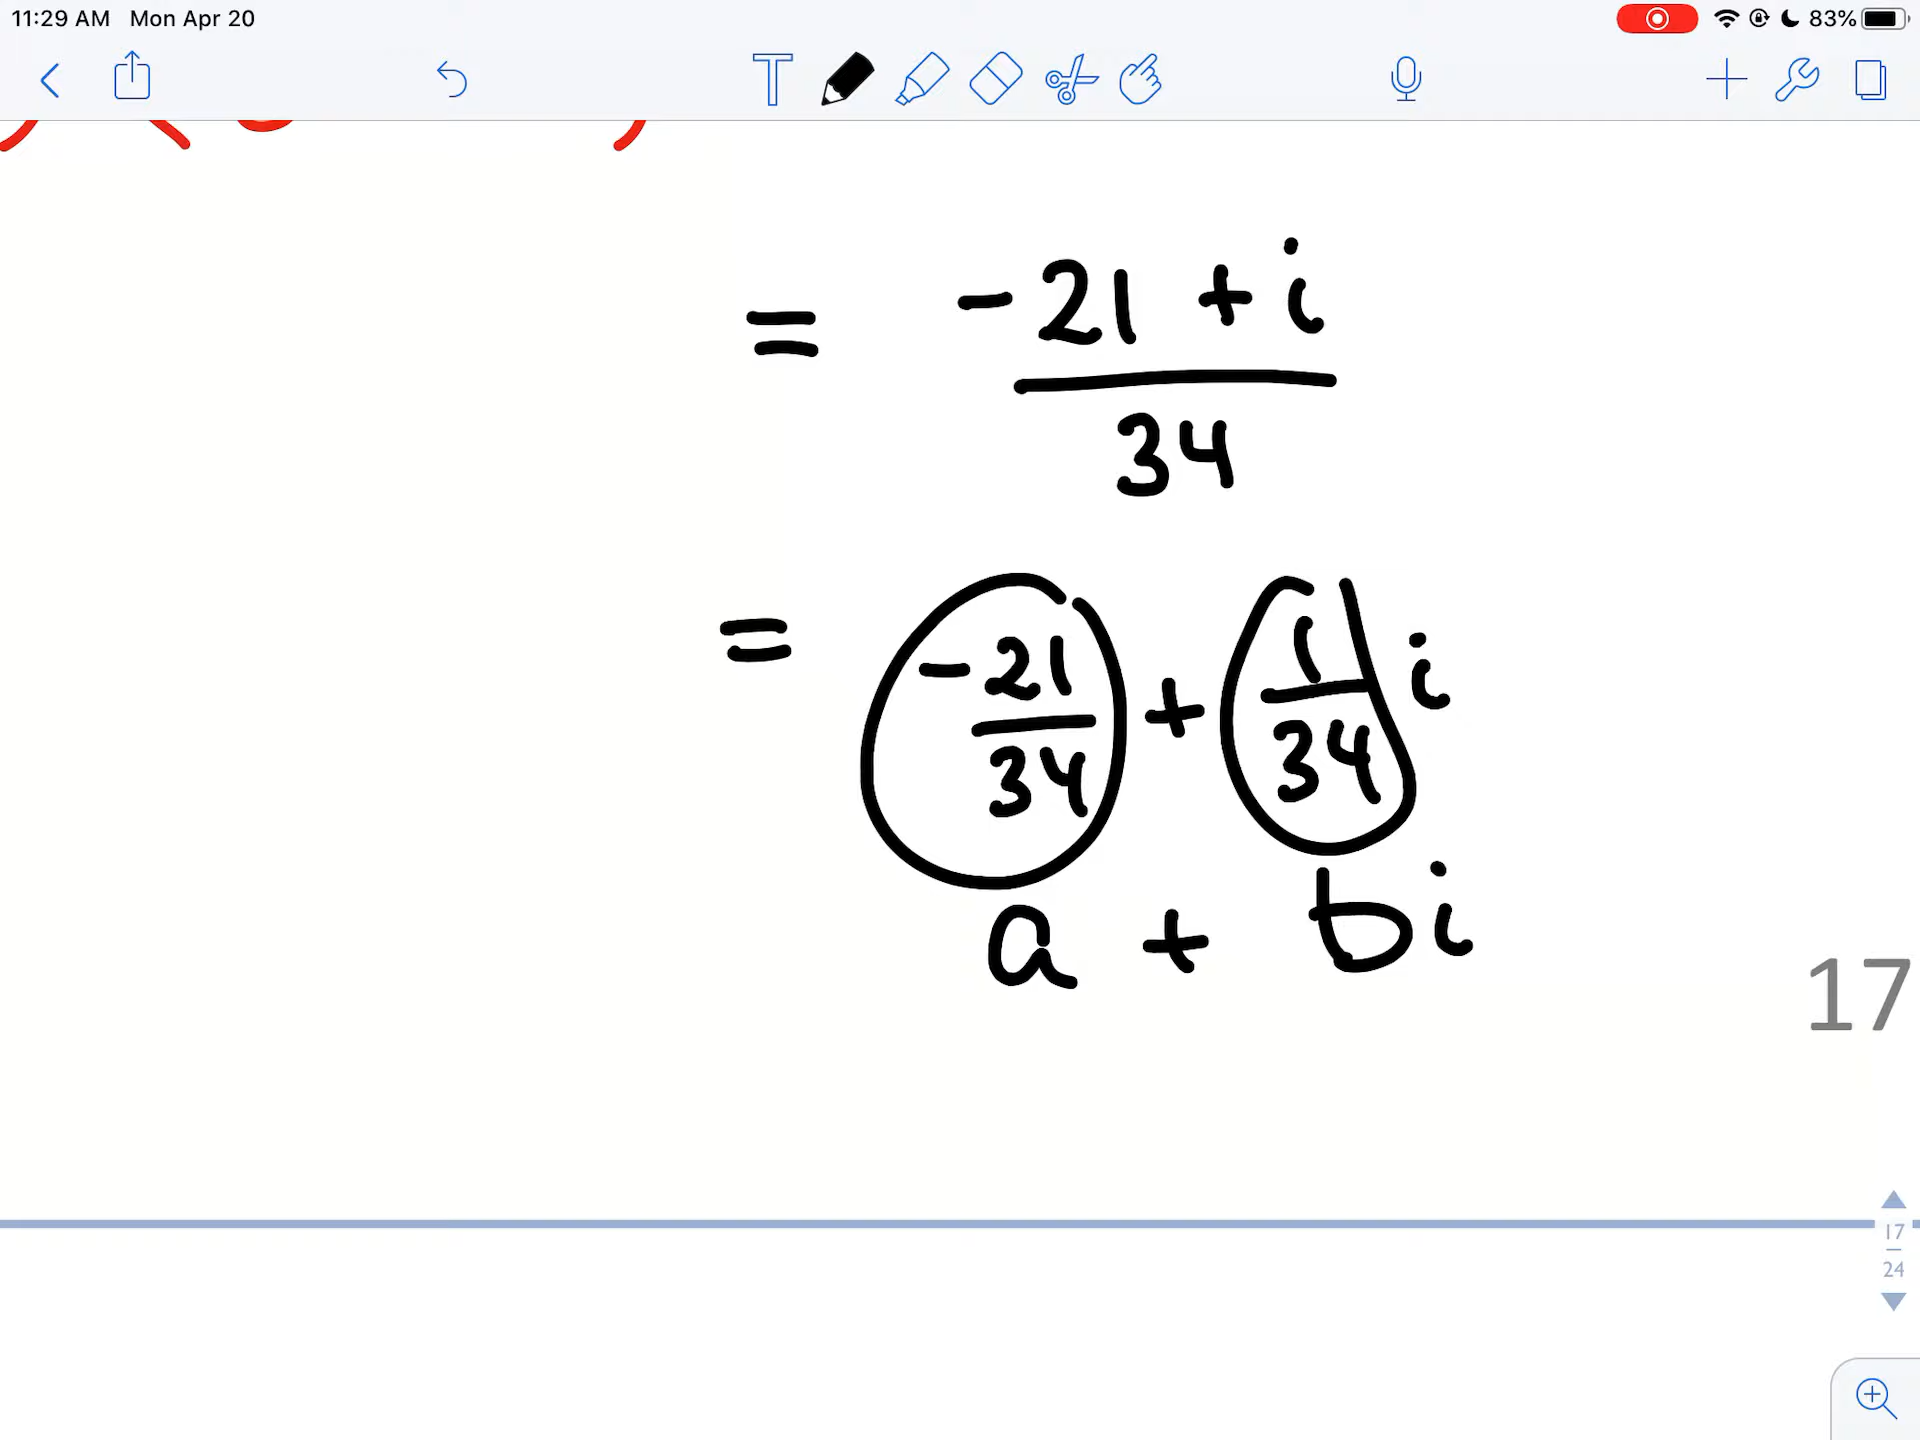 11:29 AM Mon Apr 20 83%
T
= -21 + i
34
= -21/34 + 1/34 i
a + bi
17
17
24